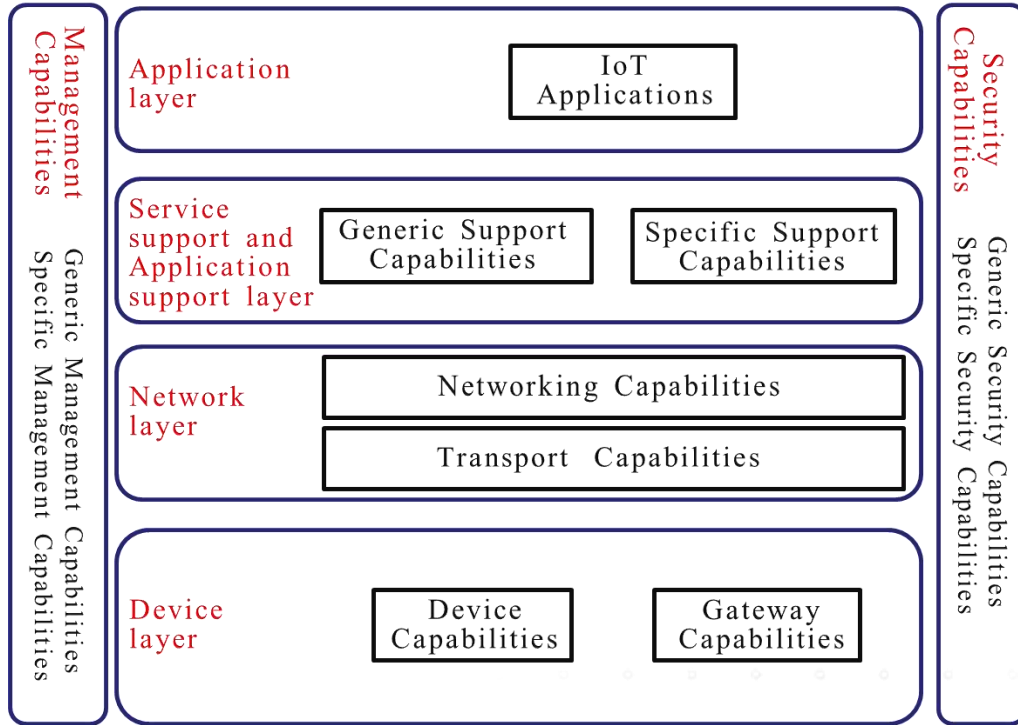 Management
Capabilities
Generic Management Capabilities
Specific Management Capabilities
Application
layer
IoT
Applications
Service
support and
Application
support layer
Generic Support
Capabilities
Specific Support
Capabilities
Network
layer
Networking Capabilities
Transport Capabilities
Device
layer
Device
Capabilities
Gateway
Capabilities
Security
Capabilities
Generic Security Capabilities
Specific Security Capabilities